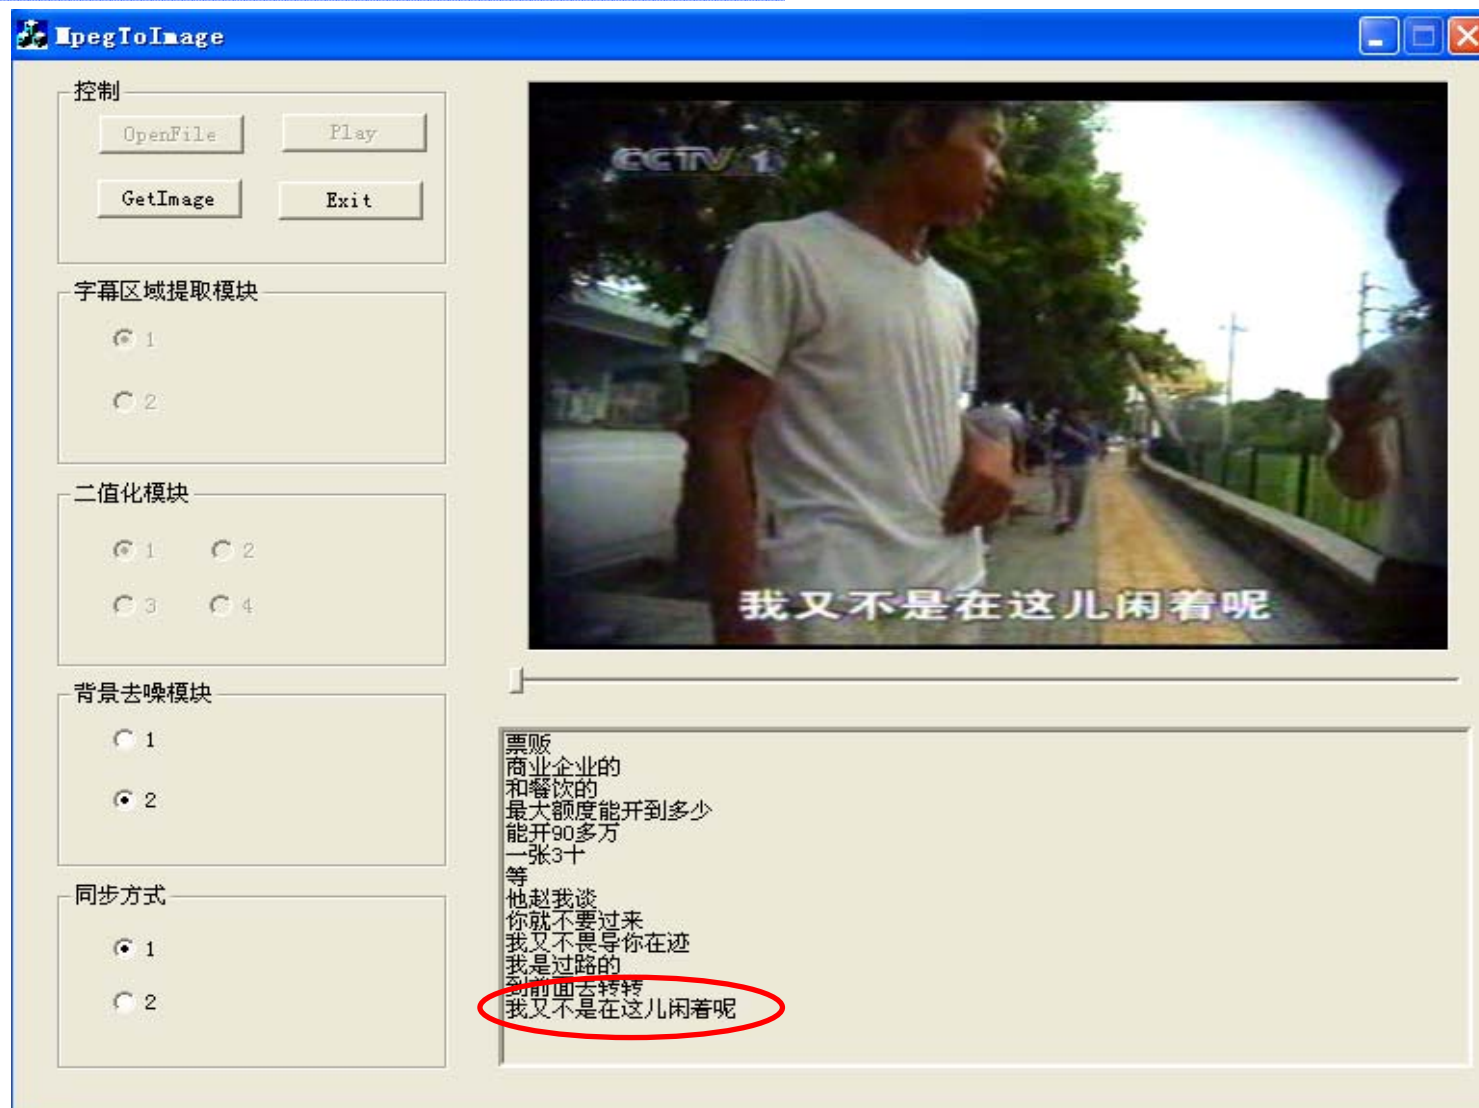 MpegToImage
控制
OpenFile Play
GetImage Exit
字幕区域提取模块
1
2
二值化模块
1 2
3 4
背景去噪模块
1
2
同步方式
1
2
CCTV 1
我又不是在这儿闲着呢
票贩
商业企业的
和餐饮的
最大额度能开到多少
能开90多万
一张3十
等
他赵我谈
你就不要过来
我又不畏导你在迹
我是过路的
到前面去转转
我又不是在这儿闲着呢